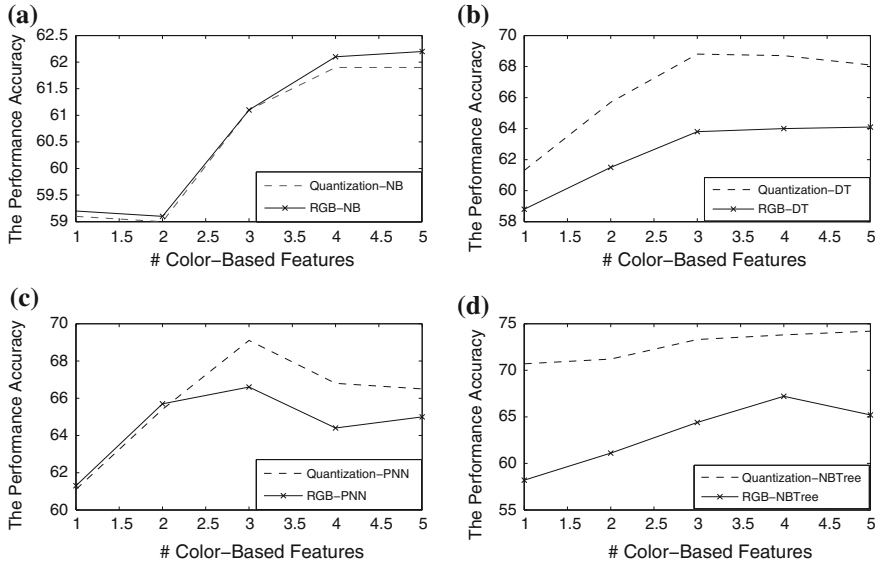 (a)
The Performance Accuracy
62.5
62
61.5
61
60.5
60
59.5
59
1 1.5 2 2.5 3 3.5 4 4.5 5
# Color-Based Features
Quantization-NB
RGB-NB
(b)
The Performance Accuracy
70
68
66
64
62
60
58
1 1.5 2 2.5 3 3.5 4 4.5 5
# Color-Based Features
Quantization-DT
RGB-DT
(c)
The Performance Accuracy
70
68
66
64
62
60
1 1.5 2 2.5 3 3.5 4 4.5 5
# Color-Based Features
Quantization-PNN
RGB-PNN
(d)
The Performance Accuracy
75
70
65
60
55
1 1.5 2 2.5 3 3.5 4 4.5 5
# Color-Based Features
Quantization-NBTree
RGB-NBTree